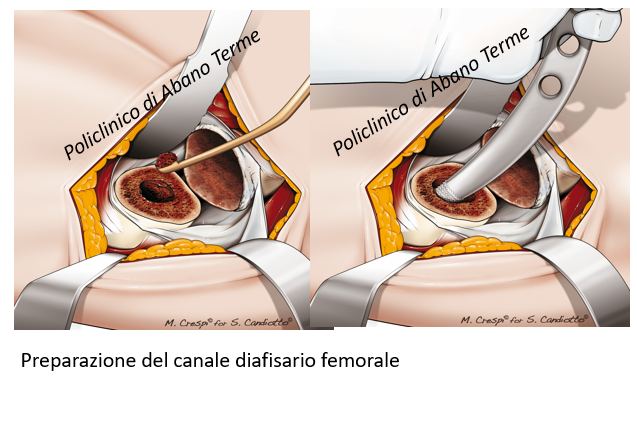 Policlinico di Abano Terme
Policlinico di Abano Terme
M. Crespi© for S. Candiotto©
M. Crespi© for S. Candiotto©
Preparazione del canale diafisario femorale